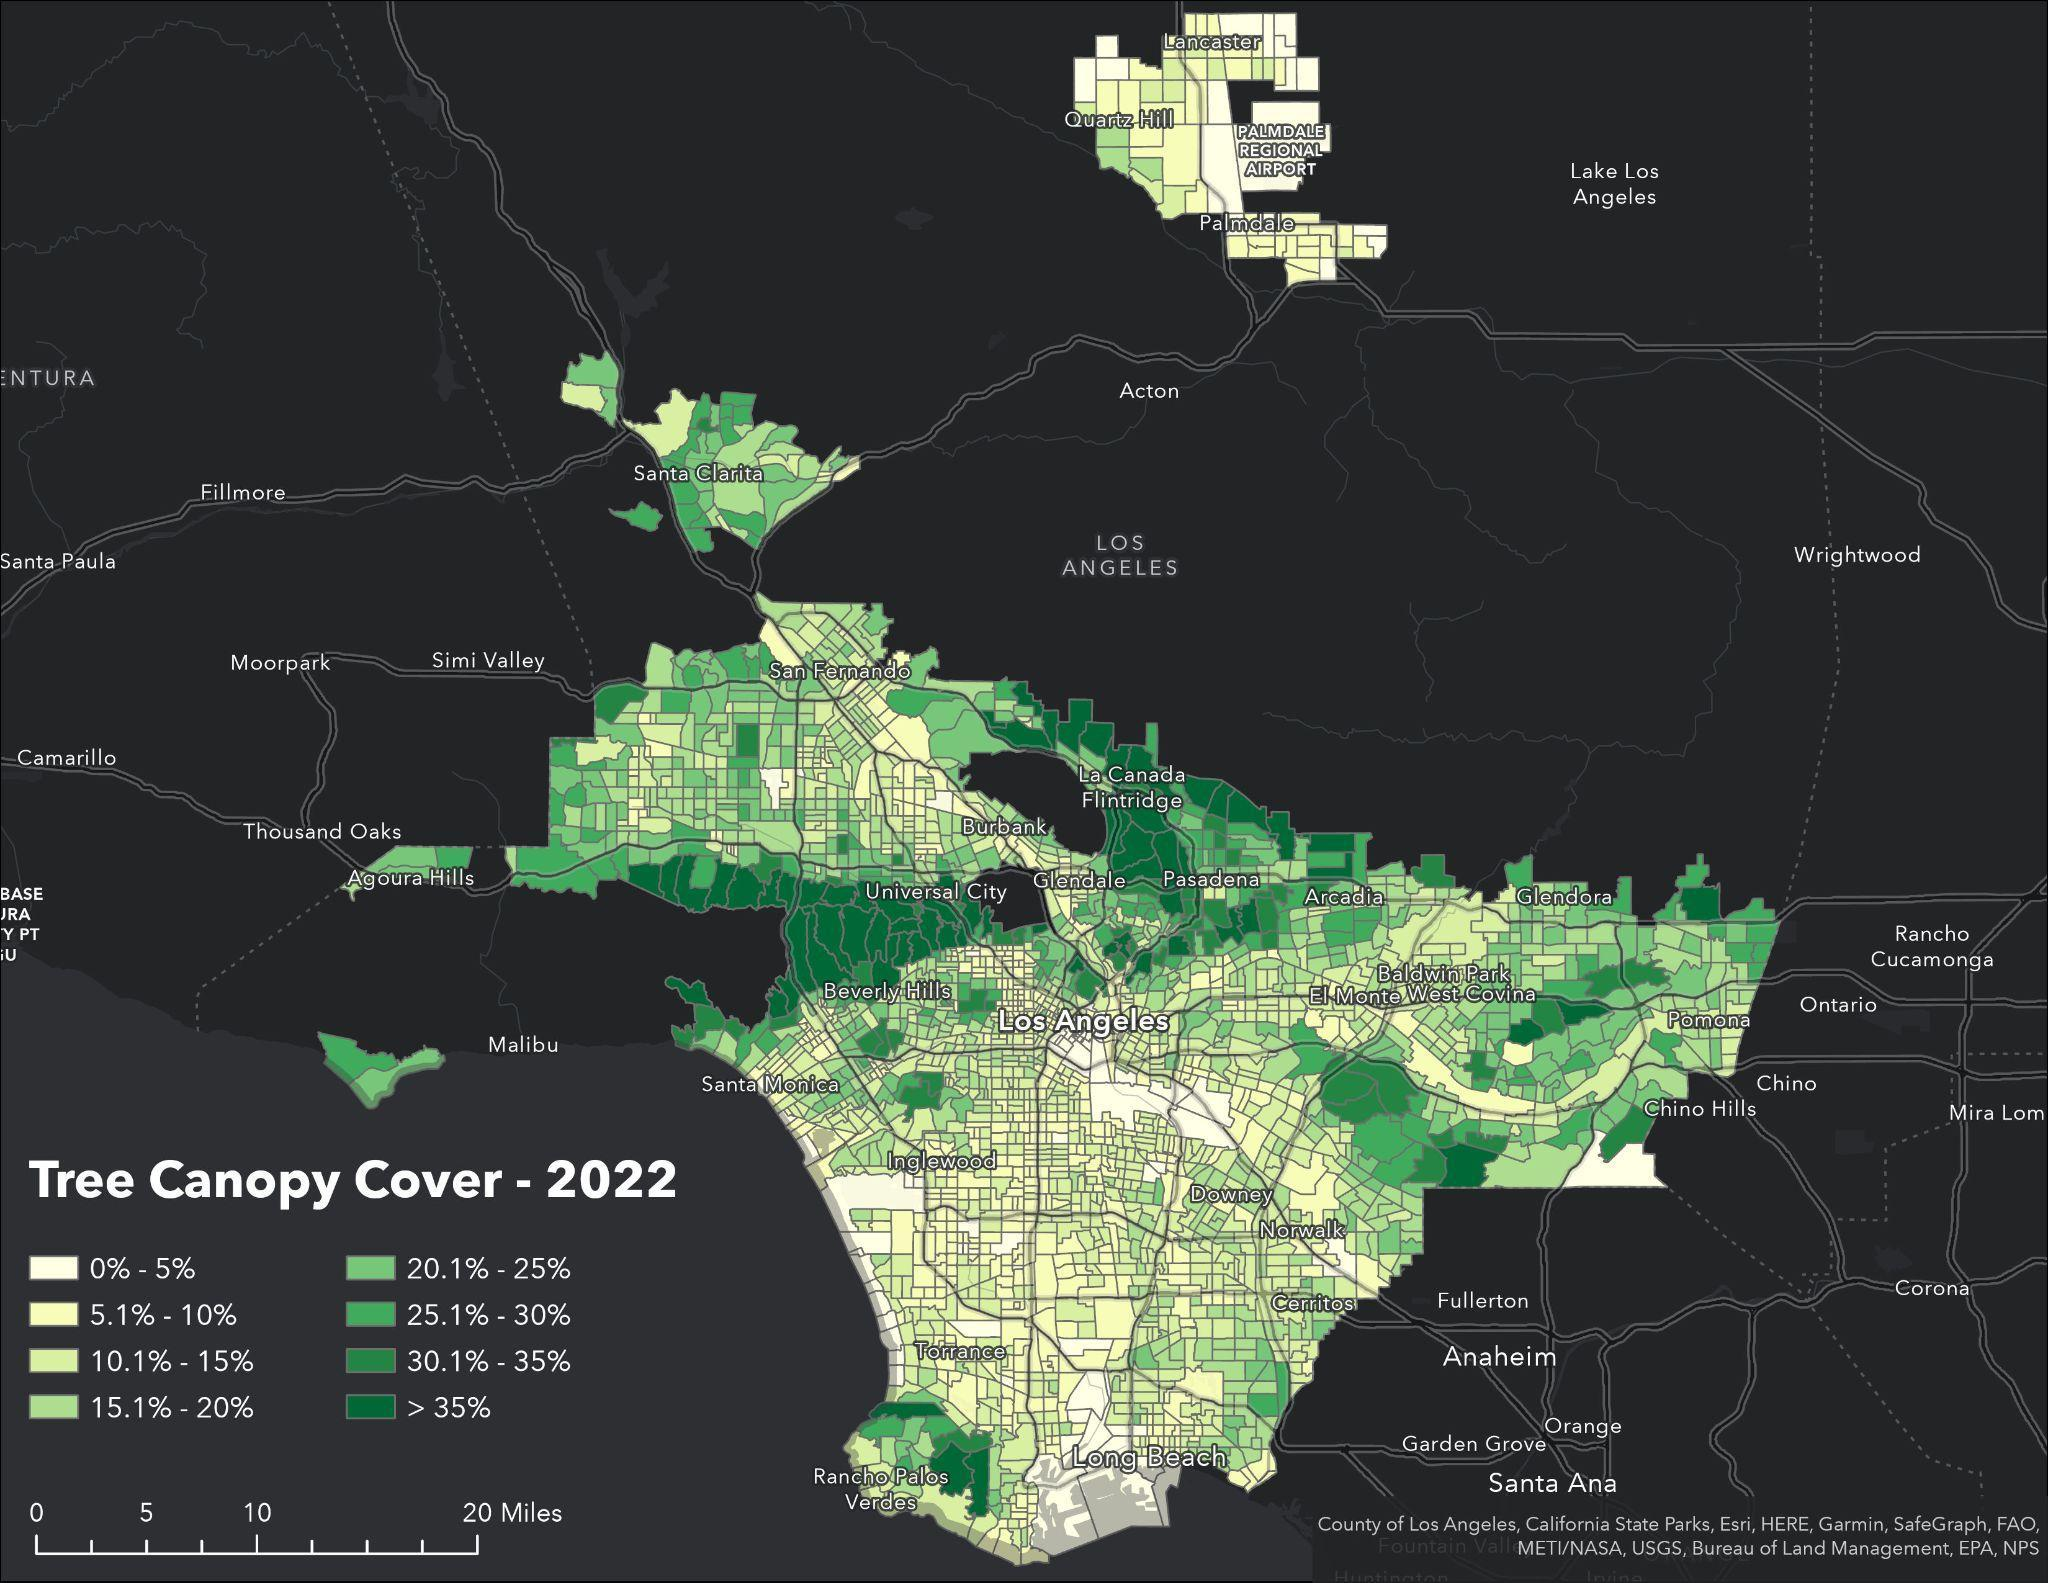 Lancaster
Quartz Hill
PALMDALE
REGIONAL
AIRPORT
Lake Los
Angeles
Palmdale
ENTURA
Acton
Santa Clarita
Fillmore
LOS
ANGELES
Wrightwood
Santa Paula
Moorpark
Simi Valley
San Fernando
Camarillo
La Canada
Flintridge
Thousand Oaks
Burbank
Agoura Hills
Universal City
Glendale
Pasadena
Arcadia
Glendora
BASE
URA
Y PT
GU
Rancho
Cucamonga
Beverly Hills
Baldwin Park
El Monte
West Covina
Ontario
Los Angeles
Pomona
Malibu
Santa Monica
Chino
Chino Hills
Mira Lom
Inglewood
Downey
Norwalk
Tree Canopy Cover - 2022
0% - 5%
5.1% - 10%
10.1% - 15%
15.1% - 20%
20.1% - 25%
25.1% - 30%
30.1% - 35%
> 35%
Cerritos
Fullerton
Corona
Torrance
Anaheim
Orange
Garden Grove
Long Beach
Santa Ana
Rancho Palos
Verdes
0 5 10 20 Miles
County of Los Angeles, California State Parks, Esri, HERE, Garmin, SafeGraph, FAO,
METI/NASA, USGS, Bureau of Land Management, EPA, NPS